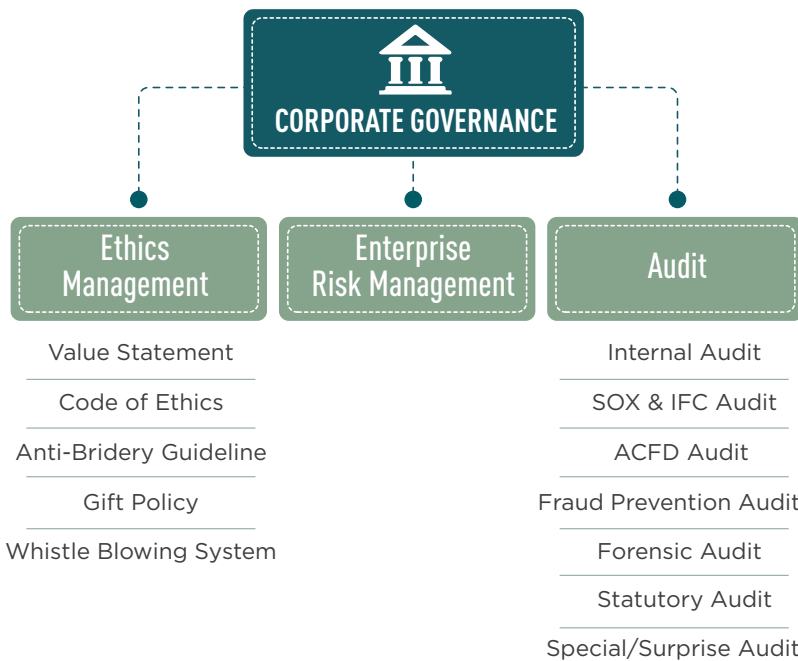 CORPORATE GOVERNANCE
Ethics
Management
Enterprise
Risk Management
Audit
Value Statement
Code of Ethics
Anti-Bridery Guideline
Gift Policy
Whistle Blowing System
Internal Audit
SOX & IFC Audit
ACFD Audit
Fraud Prevention Audit
Forensic Audit
Statutory Audit
Special/Surprise Audit